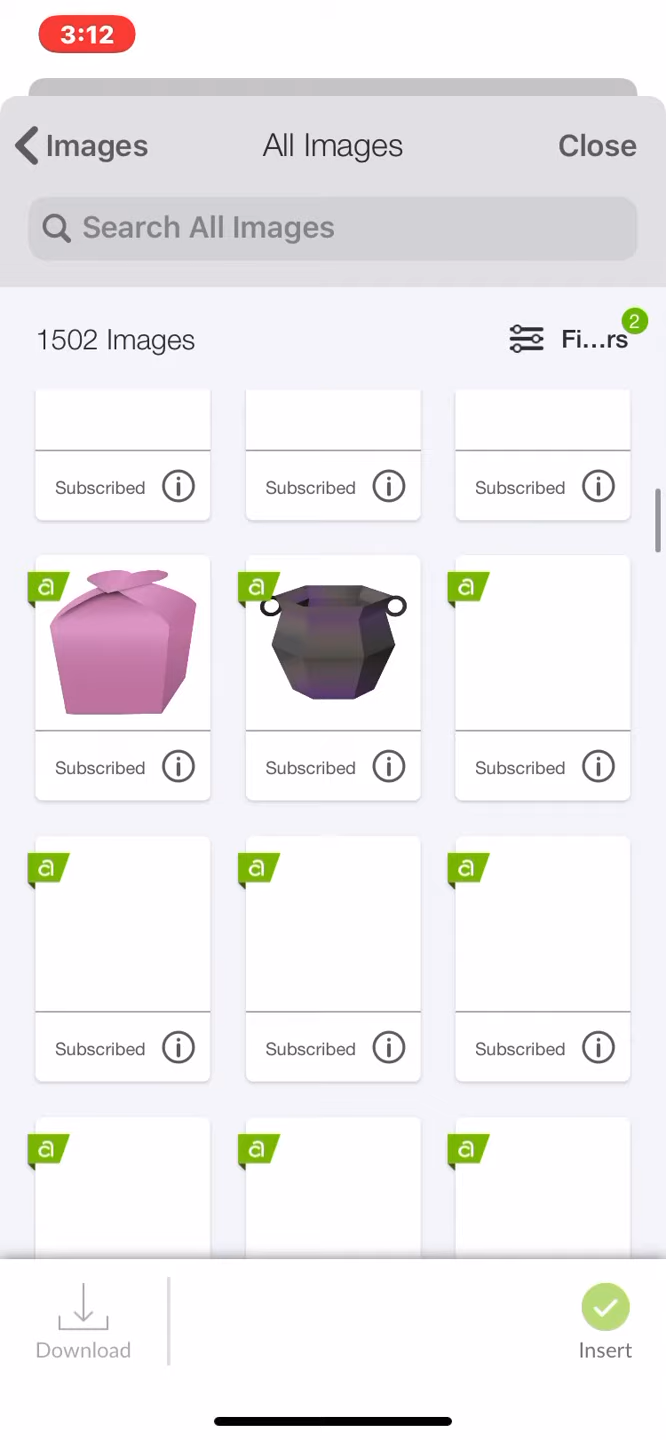 3:12
Images All Images Close
Search All Images
1502 Images Fi...rs 2
Subscribed Subscribed Subscribed
a a a
Subscribed Subscribed Subscribed
a a a
Subscribed Subscribed Subscribed
a a a
Download Insert